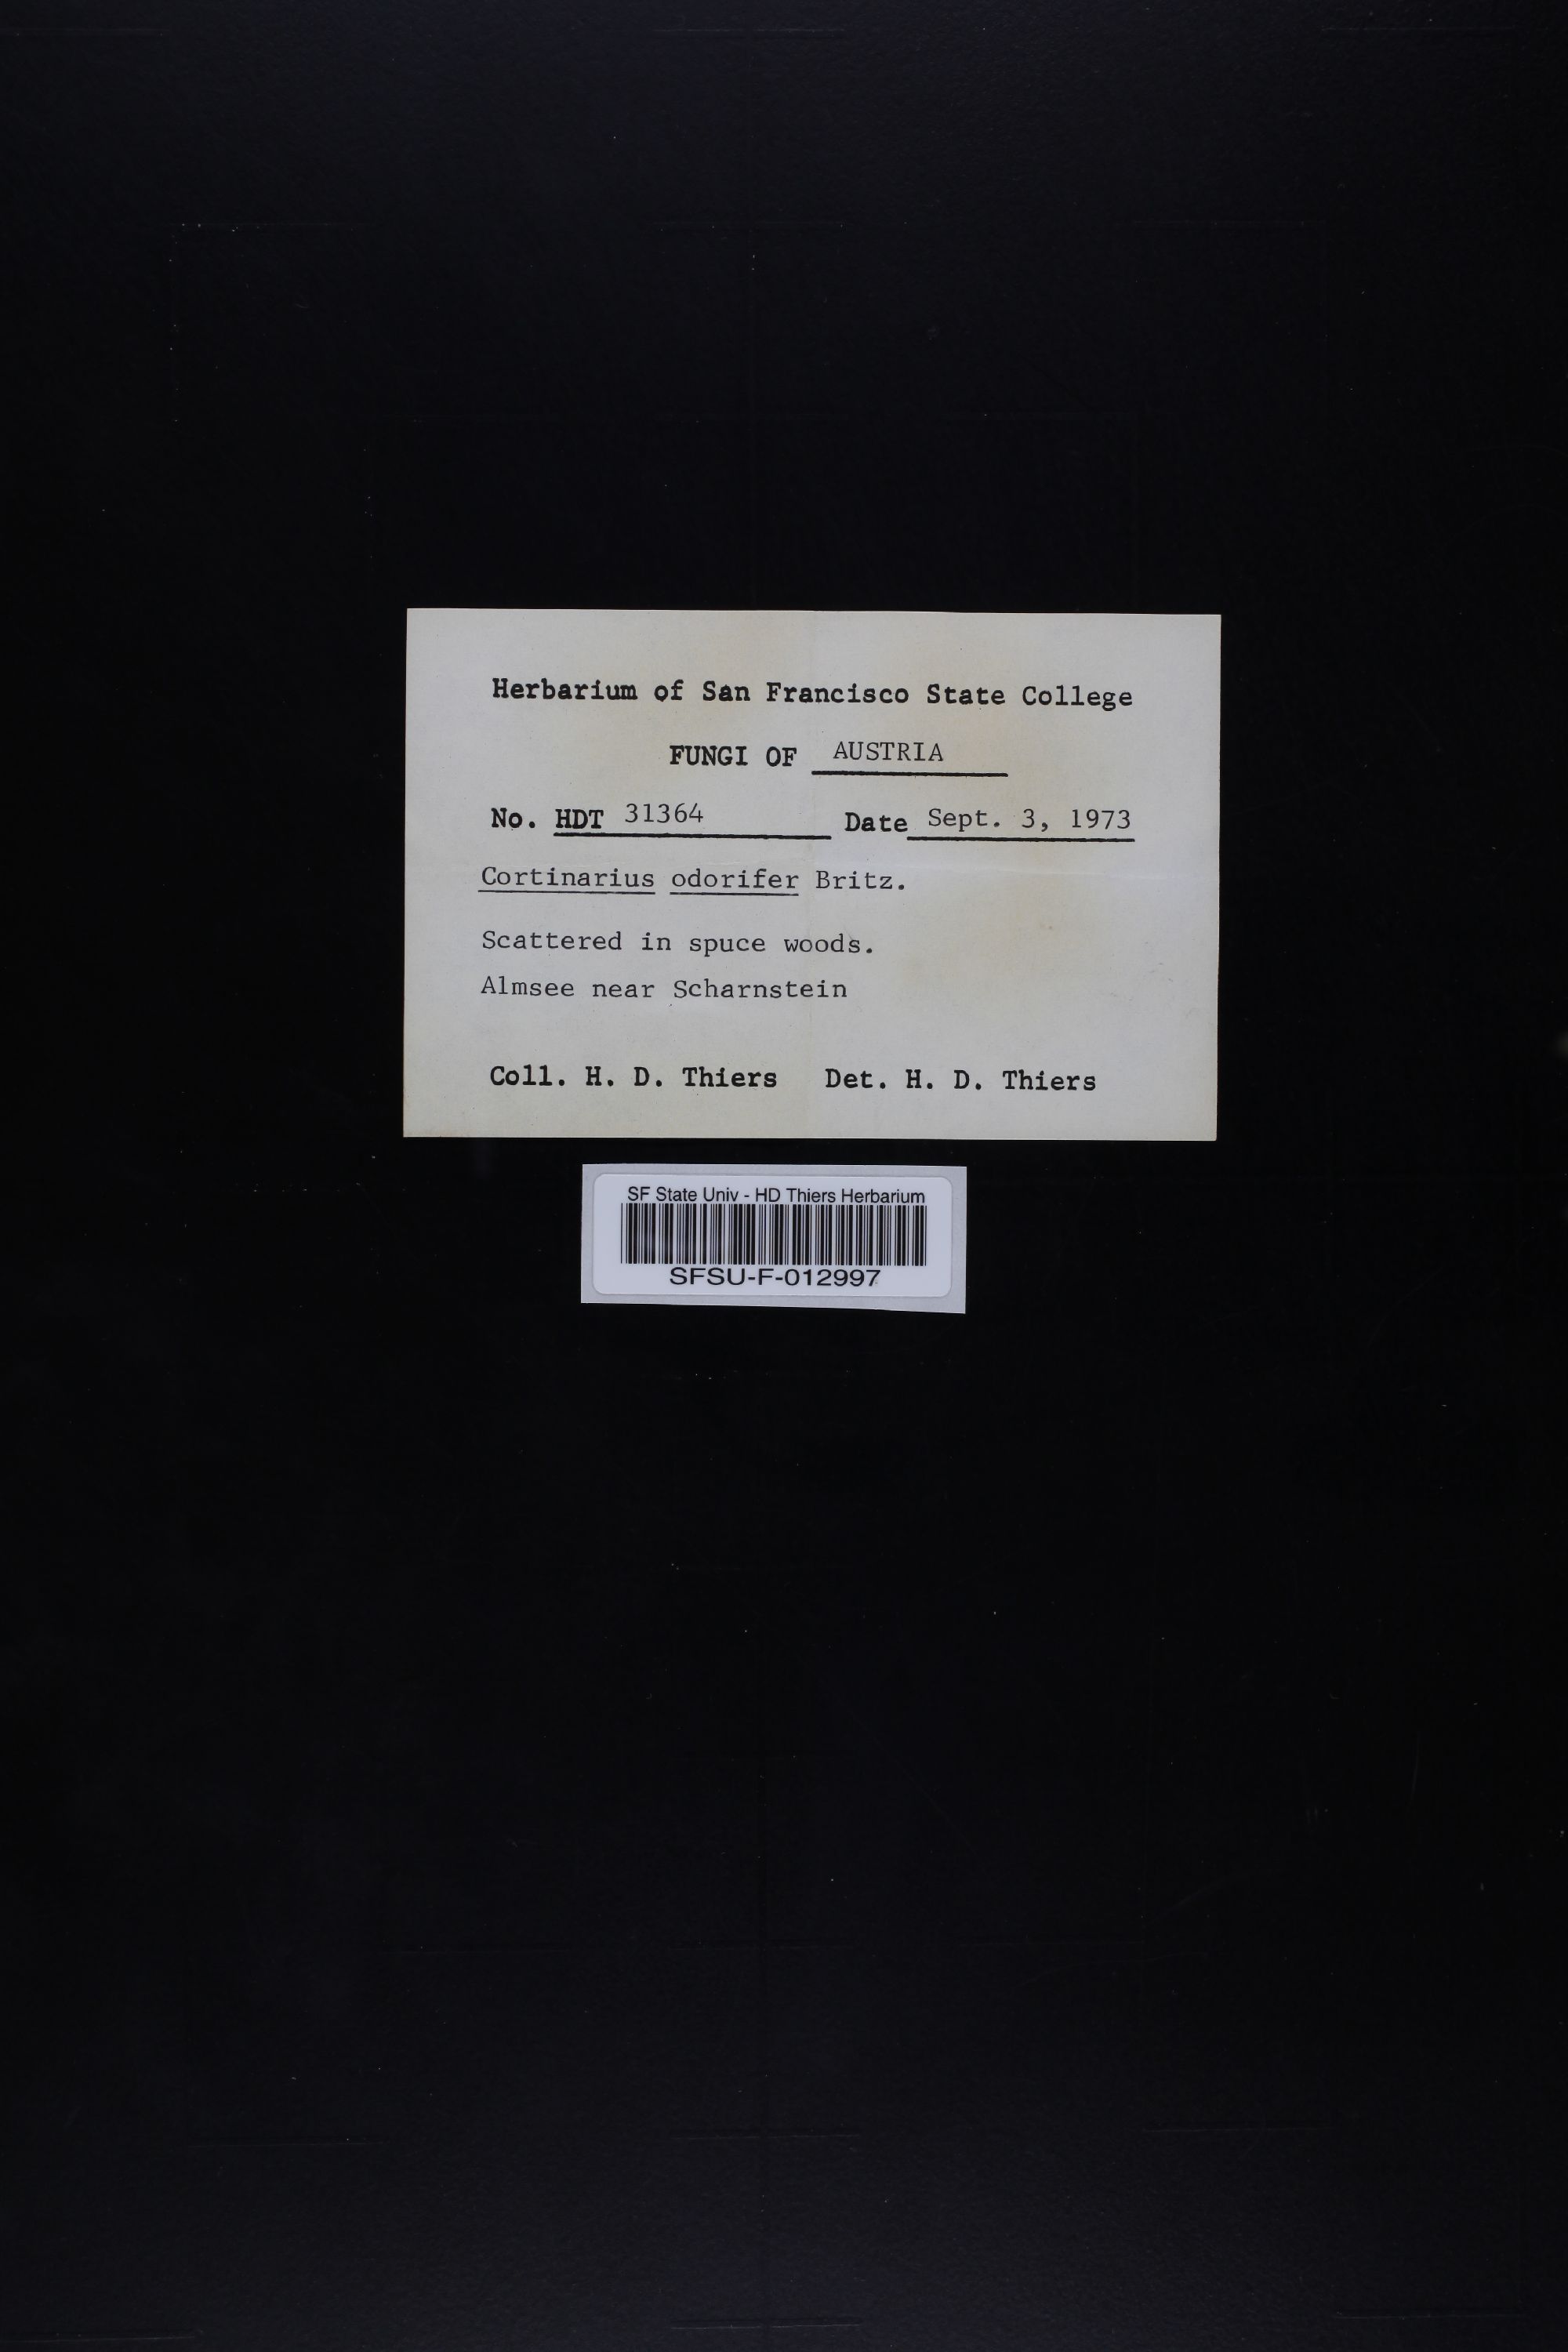 Herbarium of San Francisco State College
FUNGI OF AUSTRIA
No. HDT 31364 Date Sept. 3, 1973
Cortinarius odorifer Britz.
Scattered in spuce woods.
Almsee near Scharnstein
Coll. H. D. Thiers Det. H. D. Thiers
SF State Univ - HD Thiers Herbarium
SFSU-F-012997